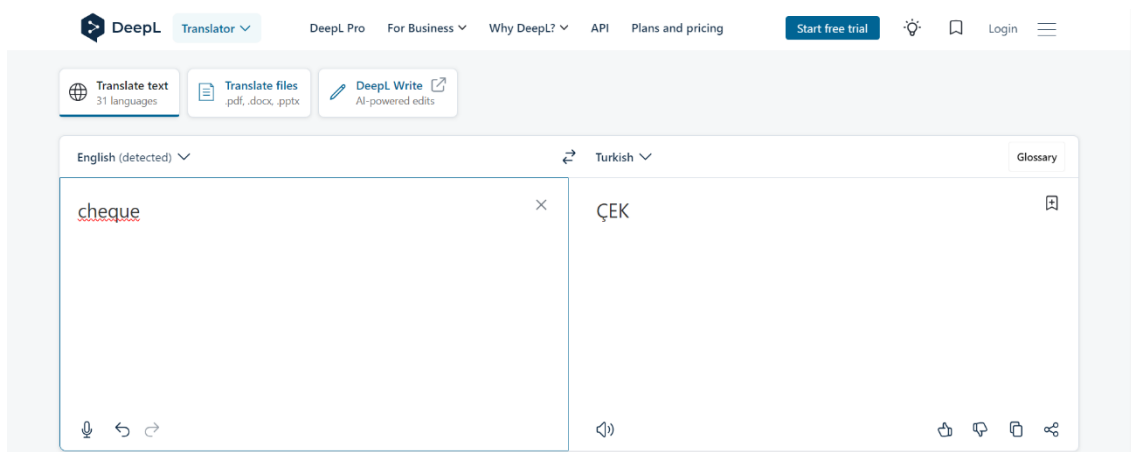 DeepL Translator DeepL Pro For Business Why DeepL? API Plans and pricing Start free trial Login
Translate text
31 languages
Translate files
.pdf, .docx, .pptx
DeepL Write
AI-powered edits
English (detected)
Turkish
Glossary
cheque
ÇEK